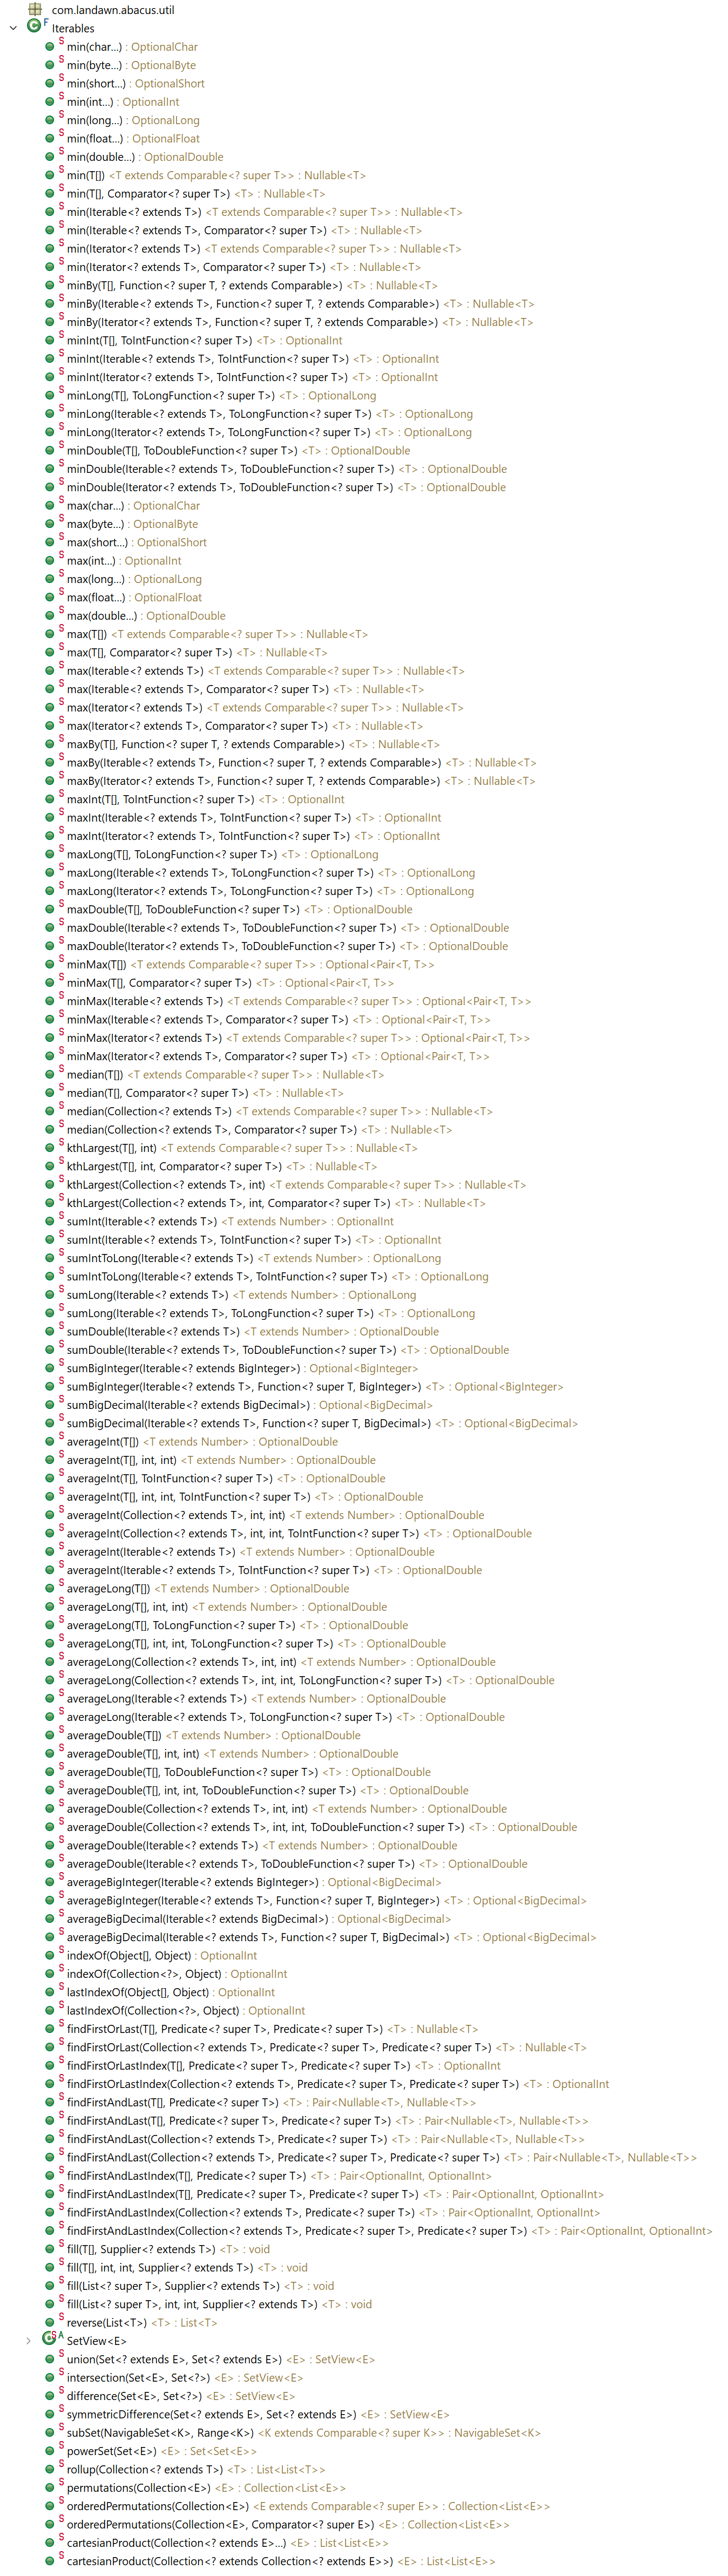 com.landawn.abacus.util
Iterables
min(char...) : OptionalChar
min(byte...) : OptionalByte
min(short...) : OptionalShort
min(int...) : OptionalInt
min(long...) : OptionalLong
min(float...) : OptionalFloat
min(double...) : OptionalDouble
min(T[]) <T extends Comparable<? super T>> : Nullable<T>
min(T[], Comparator<? super T>) <T> : Nullable<T>
min(Iterable<? extends T>) <T extends Comparable<? super T>> : Nullable<T>
min(Iterable<? extends T>, Comparator<? super T>) <T> : Nullable<T>
min(Iterator<? extends T>) <T extends Comparable<? super T>> : Nullable<T>
min(Iterator<? extends T>, Comparator<? super T>) <T> : Nullable<T>
minBy(T[], Function<? super T, ? extends Comparable>) <T> : Nullable<T>
minBy(Iterable<? extends T>, Function<? super T, ? extends Comparable>) <T> : Nullable<T>
minBy(Iterator<? extends T>, Function<? super T, ? extends Comparable>) <T> : Nullable<T>
minInt(T[], ToIntFunction<? super T>) <T> : OptionalInt
minInt(Iterable<? extends T>, ToIntFunction<? super T>) <T> : OptionalInt
minInt(Iterator<? extends T>, ToIntFunction<? super T>) <T> : OptionalInt
minLong(T[], ToLongFunction<? super T>) <T> : OptionalLong
minLong(Iterable<? extends T>, ToLongFunction<? super T>) <T> : OptionalLong
minLong(Iterator<? extends T>, ToLongFunction<? super T>) <T> : OptionalLong
minDouble(T[], ToDoubleFunction<? super T>) <T> : OptionalDouble
minDouble(Iterable<? extends T>, ToDoubleFunction<? super T>) <T> : OptionalDouble
minDouble(Iterator<? extends T>, ToDoubleFunction<? super T>) <T> : OptionalDouble
max(char...) : OptionalChar
max(byte...) : OptionalByte
max(short...) : OptionalShort
max(int...) : OptionalInt
max(long...) : OptionalLong
max(float...) : OptionalFloat
max(double...) : OptionalDouble
max(T[]) <T extends Comparable<? super T>> : Nullable<T>
max(T[], Comparator<? super T>) <T> : Nullable<T>
max(Iterable<? extends T>) <T extends Comparable<? super T>> : Nullable<T>
max(Iterable<? extends T>, Comparator<? super T>) <T> : Nullable<T>
max(Iterator<? extends T>) <T extends Comparable<? super T>> : Nullable<T>
max(Iterator<? extends T>, Comparator<? super T>) <T> : Nullable<T>
maxBy(T[], Function<? super T, ? extends Comparable>) <T> : Nullable<T>
maxBy(Iterable<? extends T>, Function<? super T, ? extends Comparable>) <T> : Nullable<T>
maxBy(Iterator<? extends T>, Function<? super T, ? extends Comparable>) <T> : Nullable<T>
maxInt(T[], ToIntFunction<? super T>) <T> : OptionalInt
maxInt(Iterable<? extends T>, ToIntFunction<? super T>) <T> : OptionalInt
maxInt(Iterator<? extends T>, ToIntFunction<? super T>) <T> : OptionalInt
maxLong(T[], ToLongFunction<? super T>) <T> : OptionalLong
maxLong(Iterable<? extends T>, ToLongFunction<? super T>) <T> : OptionalLong
maxLong(Iterator<? extends T>, ToLongFunction<? super T>) <T> : OptionalLong
maxDouble(T[], ToDoubleFunction<? super T>) <T> : OptionalDouble
maxDouble(Iterable<? extends T>, ToDoubleFunction<? super T>) <T> : OptionalDouble
maxDouble(Iterator<? extends T>, ToDoubleFunction<? super T>) <T> : OptionalDouble
minMax(T[]) <T extends Comparable<? super T>> : Optional<Pair<T, T>>
minMax(T[], Comparator<? super T>) <T> : Optional<Pair<T, T>>
minMax(Iterable<? extends T>) <T extends Comparable<? super T>> : Optional<Pair<T, T>>
minMax(Iterable<? extends T>, Comparator<? super T>) <T> : Optional<Pair<T, T>>
minMax(Iterator<? extends T>) <T extends Comparable<? super T>> : Optional<Pair<T, T>>
minMax(Iterator<? extends T>, Comparator<? super T>) <T> : Optional<Pair<T, T>>
median(T[]) <T extends Comparable<? super T>> : Nullable<T>
median(T[], Comparator<? super T>) <T> : Nullable<T>
median(Collection<? extends T>) <T extends Comparable<? super T>> : Nullable<T>
median(Collection<? extends T>, Comparator<? super T>) <T> : Nullable<T>
kthLargest(T[], int) <T extends Comparable<? super T>> : Nullable<T>
kthLargest(T[], int, Comparator<? super T>) <T> : Nullable<T>
kthLargest(Collection<? extends T>, int) <T extends Comparable<? super T>> : Nullable<T>
kthLargest(Collection<? extends T>, int, Comparator<? super T>) <T> : Nullable<T>
sumInt(Iterable<? extends T>) <T extends Number> : OptionalInt
sumInt(Iterable<? extends T>, ToIntFunction<? super T>) <T> : OptionalInt
sumIntToLong(Iterable<? extends T>) <T extends Number> : OptionalLong
sumIntToLong(Iterable<? extends T>, ToIntFunction<? super T>) <T> : OptionalLong
sumLong(Iterable<? extends T>) <T extends Number> : OptionalLong
sumLong(Iterable<? extends T>, ToLongFunction<? super T>) <T> : OptionalLong
sumDouble(Iterable<? extends T>) <T extends Number> : OptionalDouble
sumDouble(Iterable<? extends T>, ToDoubleFunction<? super T>) <T> : OptionalDouble
sumBigInteger(Iterable<? extends BigInteger>) : Optional<BigInteger>
sumBigInteger(Iterable<? extends T>, Function<? super T, BigInteger>) <T> : Optional<BigInteger>
sumBigDecimal(Iterable<? extends BigDecimal>) : Optional<BigDecimal>
sumBigDecimal(Iterable<? extends T>, Function<? super T, BigDecimal>) <T> : Optional<BigDecimal>
averageInt(T[]) <T extends Number> : OptionalDouble
averageInt(T[], int, int) <T extends Number> : OptionalDouble
averageInt(T[], ToIntFunction<? super T>) <T> : OptionalDouble
averageInt(T[], int, int, ToIntFunction<? super T>) <T> : OptionalDouble
averageInt(Collection<? extends T>, int, int) <T extends Number> : OptionalDouble
averageInt(Collection<? extends T>, int, int, ToIntFunction<? super T>) <T> : OptionalDouble
averageInt(Iterable<? extends T>) <T extends Number> : OptionalDouble
averageInt(Iterable<? extends T>, ToIntFunction<? super T>) <T> : OptionalDouble
averageLong(T[]) <T extends Number> : OptionalDouble
averageLong(T[], int, int) <T extends Number> : OptionalDouble
averageLong(T[], ToLongFunction<? super T>) <T> : OptionalDouble
averageLong(T[], int, int, ToLongFunction<? super T>) <T> : OptionalDouble
averageLong(Collection<? extends T>, int, int) <T extends Number> : OptionalDouble
averageLong(Collection<? extends T>, int, int, ToLongFunction<? super T>) <T> : OptionalDouble
averageLong(Iterable<? extends T>) <T extends Number> : OptionalDouble
averageLong(Iterable<? extends T>, ToLongFunction<? super T>) <T> : OptionalDouble
averageDouble(T[]) <T extends Number> : OptionalDouble
averageDouble(T[], int, int) <T extends Number> : OptionalDouble
averageDouble(T[], ToDoubleFunction<? super T>) <T> : OptionalDouble
averageDouble(T[], int, int, ToDoubleFunction<? super T>) <T> : OptionalDouble
averageDouble(Collection<? extends T>, int, int) <T extends Number> : OptionalDouble
averageDouble(Collection<? extends T>, int, int, ToDoubleFunction<? super T>) <T> : OptionalDouble
averageDouble(Iterable<? extends T>) <T extends Number> : OptionalDouble
averageDouble(Iterable<? extends T>, ToDoubleFunction<? super T>) <T> : OptionalDouble
averageBigInteger(Iterable<? extends BigInteger>) : Optional<BigDecimal>
averageBigInteger(Iterable<? extends T>, Function<? super T, BigInteger>) <T> : Optional<BigDecimal>
averageBigDecimal(Iterable<? extends BigDecimal>) : Optional<BigDecimal>
averageBigDecimal(Iterable<? extends T>, Function<? super T, BigDecimal>) <T> : Optional<BigDecimal>
indexOf(Object[], Object) : OptionalInt
indexOf(Collection<?>, Object) : OptionalInt
lastIndexOf(Object[], Object) : OptionalInt
lastIndexOf(Collection<?>, Object) : OptionalInt
findFirstOrLast(T[], Predicate<? super T>, Predicate<? super T>) <T> : Nullable<T>
findFirstOrLast(Collection<? extends T>, Predicate<? super T>, Predicate<? super T>) <T> : Nullable<T>
findFirstOrLastIndex(T[], Predicate<? super T>, Predicate<? super T>) <T> : OptionalInt
findFirstOrLastIndex(Collection<? extends T>, Predicate<? super T>, Predicate<? super T>) <T> : OptionalInt
findFirstAndLast(T[], Predicate<? super T>) <T> : Pair<Nullable<T>, Nullable<T>>
findFirstAndLast(T[], Predicate<? super T>, Predicate<? super T>) <T> : Pair<Nullable<T>, Nullable<T>>
findFirstAndLast(Collection<? extends T>, Predicate<? super T>) <T> : Pair<Nullable<T>, Nullable<T>>
findFirstAndLast(Collection<? extends T>, Predicate<? super T>, Predicate<? super T>) <T> : Pair<Nullable<T>, Nullable<T>>
findFirstAndLastIndex(T[], Predicate<? super T>) <T> : Pair<OptionalInt, OptionalInt>
findFirstAndLastIndex(T[], Predicate<? super T>, Predicate<? super T>) <T> : Pair<OptionalInt, OptionalInt>
findFirstAndLastIndex(Collection<? extends T>, Predicate<? super T>) <T> : Pair<OptionalInt, OptionalInt>
findFirstAndLastIndex(Collection<? extends T>, Predicate<? super T>, Predicate<? super T>) <T> : Pair<OptionalInt, OptionalInt>
fill(T[], Supplier<? extends T>) <T> : void
fill(T[], int, int, Supplier<? extends T>) <T> : void
fill(List<? super T>, Supplier<? extends T>) <T> : void
fill(List<? super T>, int, int, Supplier<? extends T>) <T> : void
reverse(List<T>) <T> : List<T>
SetView<E>
union(Set<? extends E>, Set<? extends E>) <E> : SetView<E>
intersection(Set<E>, Set<?>) <E> : SetView<E>
difference(Set<E>, Set<?>) <E> : SetView<E>
symmetricDifference(Set<? extends E>, Set<? extends E>) <E> : SetView<E>
subSet(NavigableSet<K>, Range<K>) <K extends Comparable<? super K>> : NavigableSet<K>
powerSet(Set<E>) <E> : Set<Set<E>>
rollup(Collection<? extends T>) <T> : List<List<T>>
permutations(Collection<E>) <E> : Collection<List<E>>
orderedPermutations(Collection<E>) <E extends Comparable<? super E>> : Collection<List<E>>
orderedPermutations(Collection<E>, Comparator<? super E>) <E> : Collection<List<E>>
cartesianProduct(Collection<? extends E>...) <E> : List<List<E>>
cartesianProduct(Collection<? extends Collection<? extends E>>) <E> : List<List<E>>